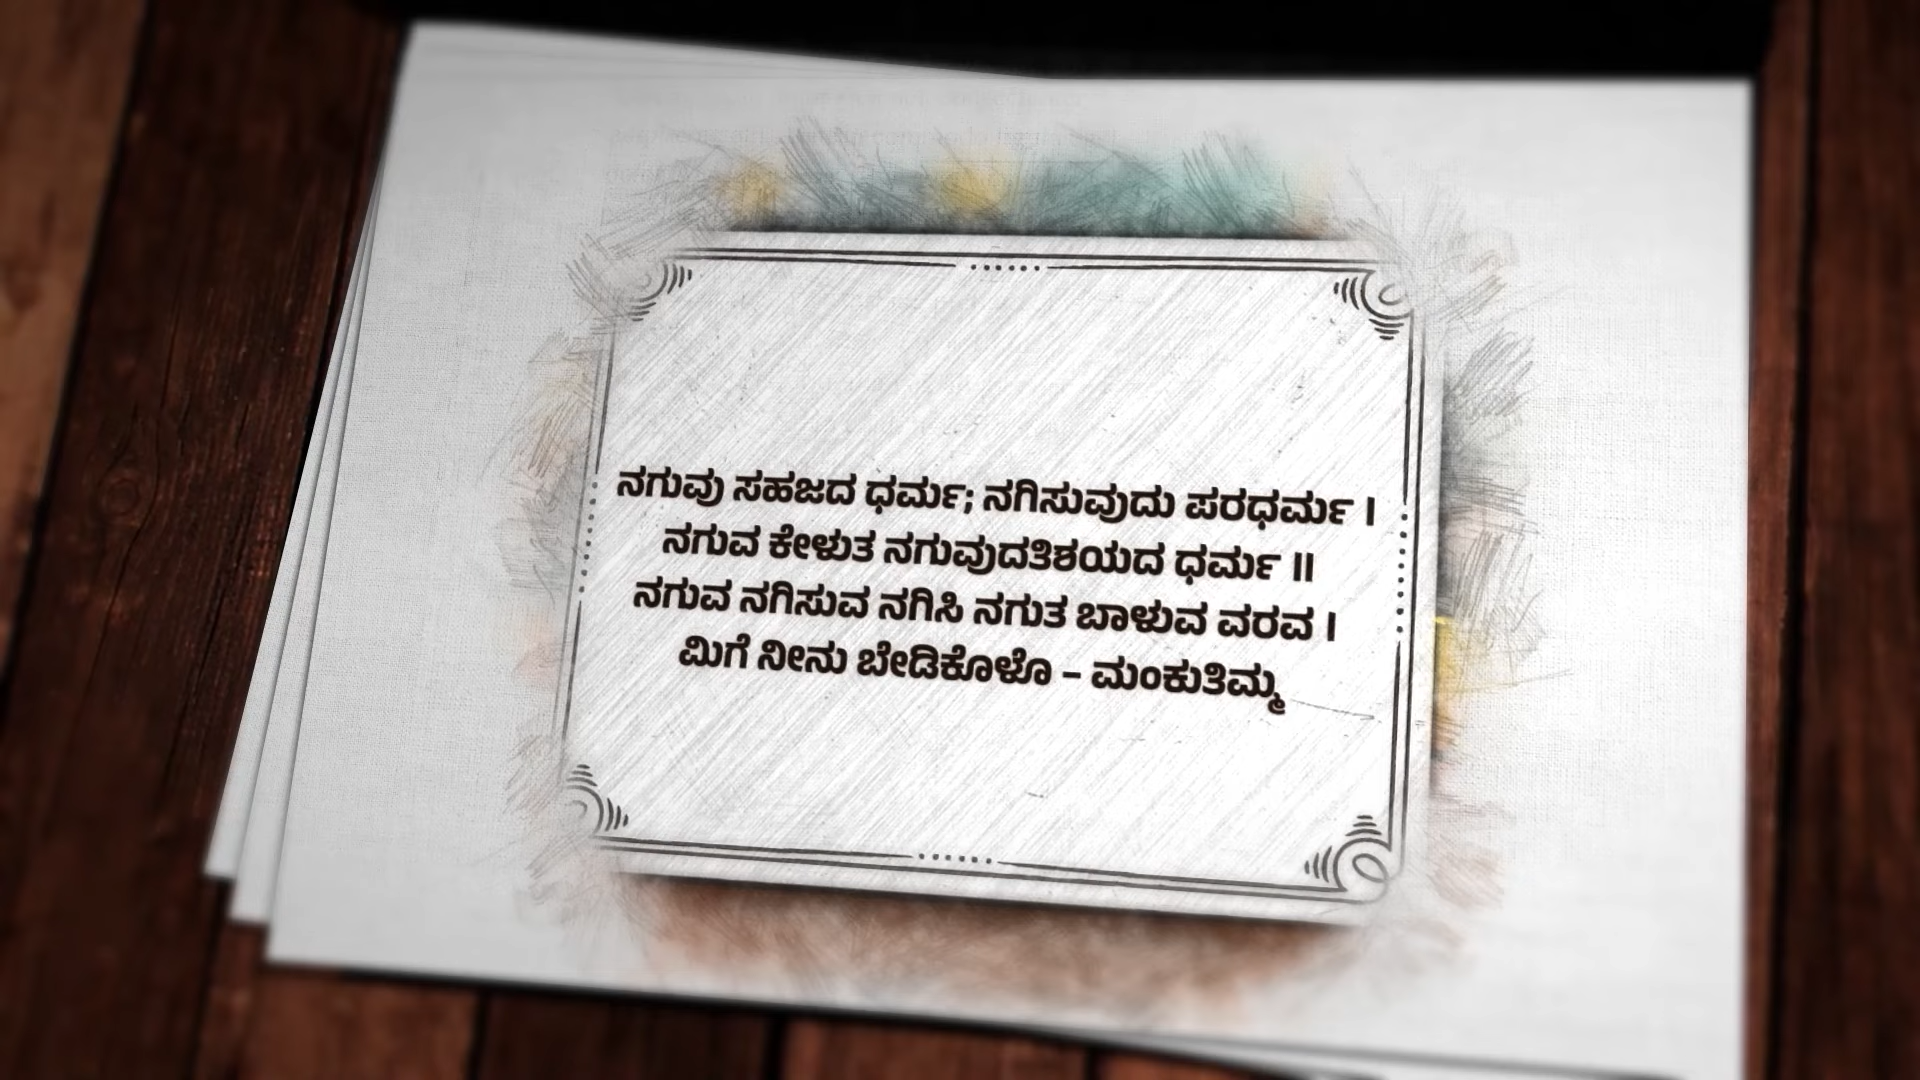 ನಗುವು ಸಹಜದ ಧರ್ಮ; ನಗಿಸುವುದು ಪರಧರ್ಮ ।
ನಗುವ ಕೇಳುತ ನಗುವುದತಿಶಯದ ಧರ್ಮ ॥
ನಗುವ ನಗಿಸುವ ನಗಿಸಿ ನಗುತ ಬಾಳುವ ವರವ ।
ಮಿಗೆ ನೀನು ಬೇಡಿಕೊಳೊ – ಮಂಕುತಿಮ್ಮ